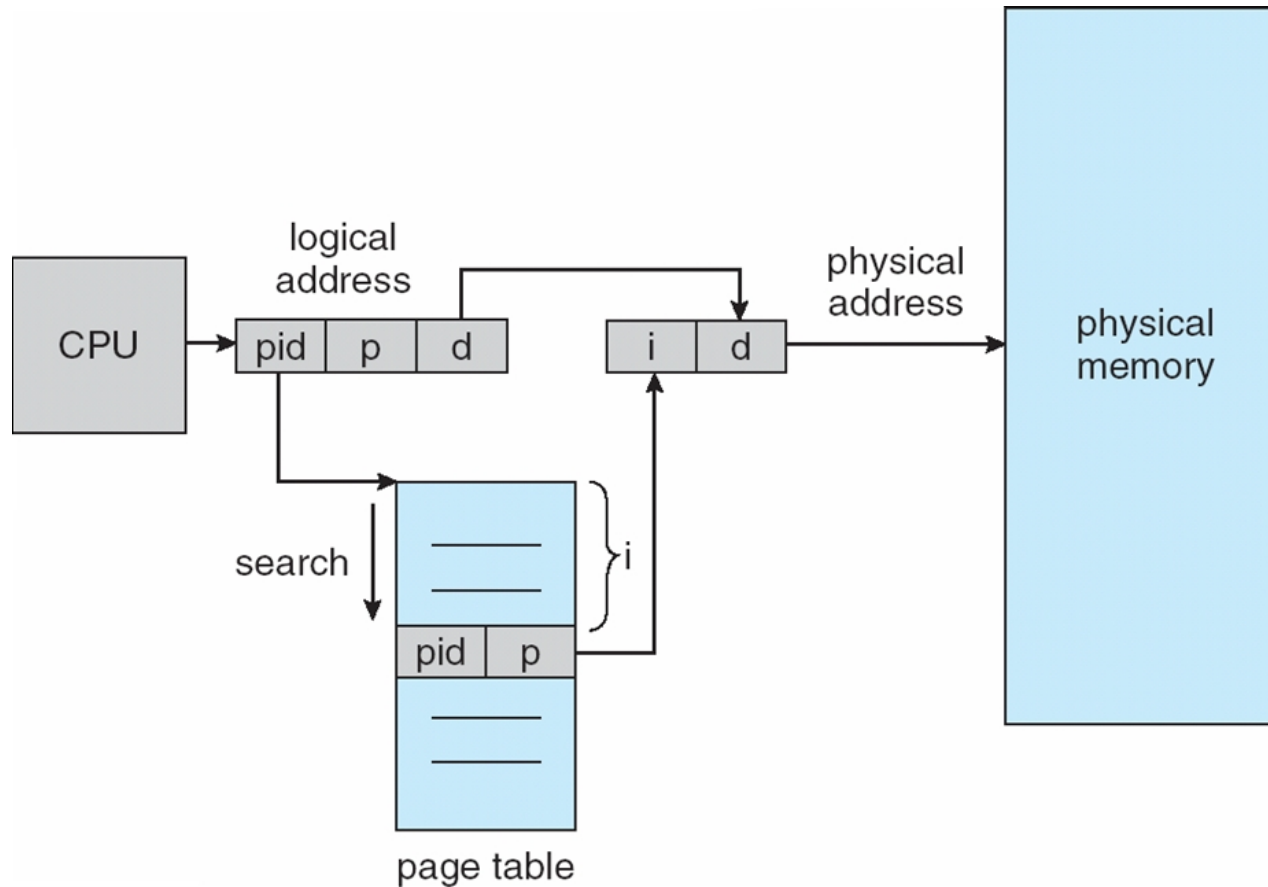 logical
address
CPU
pid
p
d
i
d
physical
address
physical
memory
search
i
pid
p
page table